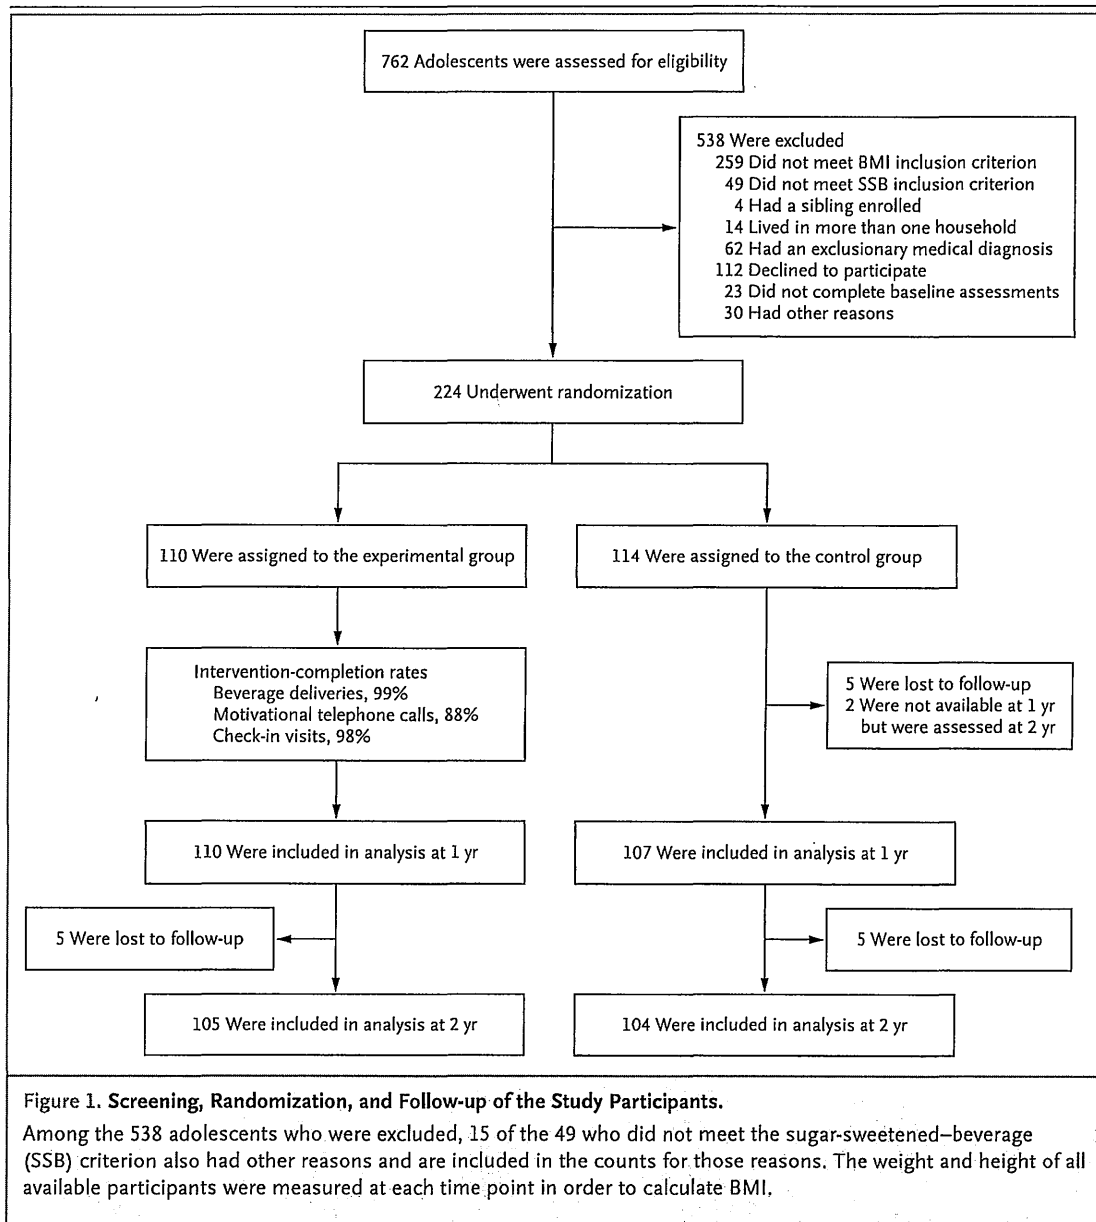 762 Adolescents were assessed for eligibility
538 Were excluded
259 Did not meet BMI inclusion criterion
49 Did not meet SSB inclusion criterion
4 Had a sibling enrolled
14 Lived in more than one household
62 Had an exclusionary medical diagnosis
112 Declined to participate
23 Did not complete baseline assessments
30 Had other reasons
224 Underwent randomization
110 Were assigned to the experimental group
114 Were assigned to the control group
Intervention-completion rates
Beverage deliveries, 99%
Motivational telephone calls, 88%
Check-in visits, 98%
5 Were lost to follow-up
2 Were not available at 1 yr
but were assessed at 2 yr
110 Were included in analysis at 1 yr
107 Were included in analysis at 1 yr
5 Were lost to follow-up
5 Were lost to follow-up
105 Were included in analysis at 2 yr
104 Were included in analysis at 2 yr
Figure 1. Screening, Randomization, and Follow-up of the Study Participants.
Among the 538 adolescents who were excluded, 15 of the 49 who did not meet the sugar-sweetened–beverage
(SSB) criterion also had other reasons and are included in the counts for those reasons. The weight and height of all
available participants were measured at each time point in order to calculate BMI.